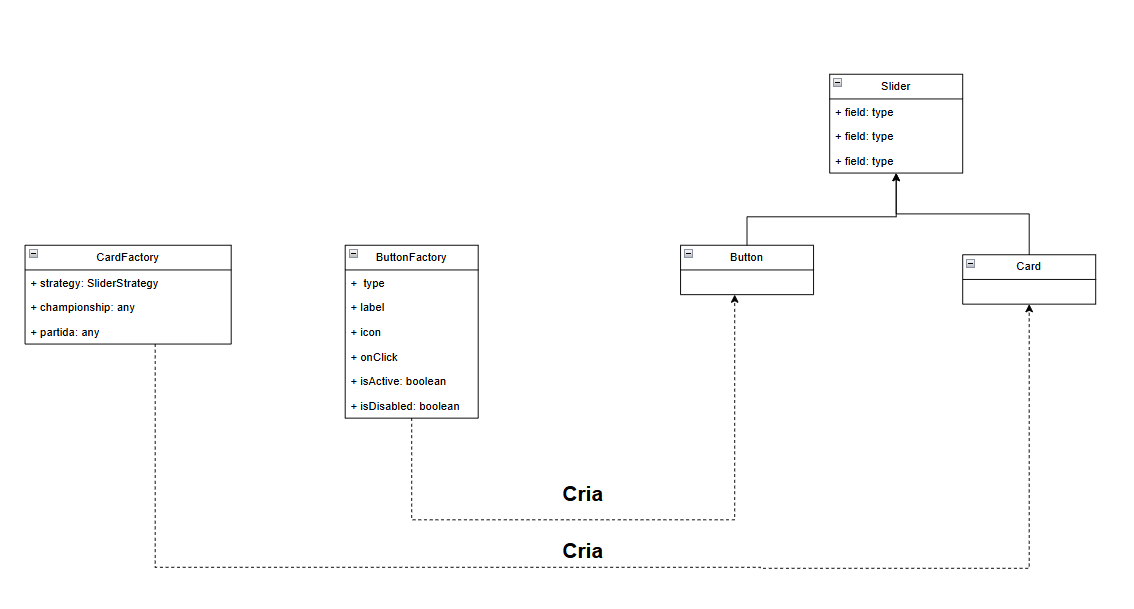 Slider
+ field: type
+ field: type
+ field: type
CardFactory
+ strategy: SliderStrategy
+ championship: any
+ partida: any
ButtonFactory
+ type
+ label
+ icon
+ onClick
+ isActive: boolean
+ isDisabled: boolean
Button
Card
Cria
Cria